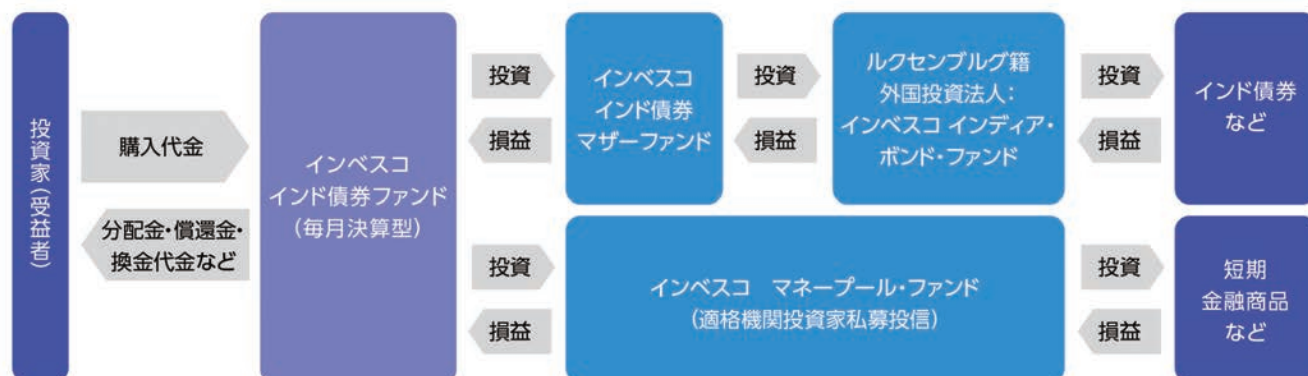 投資家（受益者）
購入代金
分配金・償還金・
換金代金など
インベスコ
インド債券ファンド
（毎月決算型）
投資
損益
インベスコ
インド債券
マザーファンド
投資
損益
ルクセンブルグ籍
外国投資法人：
インベスコ インディア・
ボンド・ファンド
投資
損益
インド債券
など
投資
損益
インベスコ　マネープール・ファンド
（適格機関投資家私募投信）
投資
損益
短期
金融商品
など